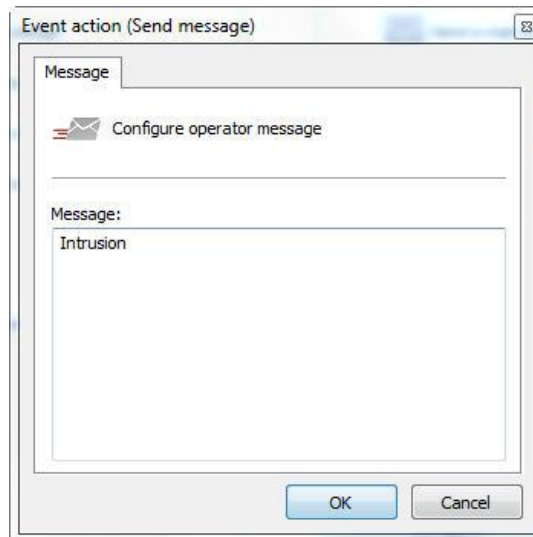 Event action (Send message)
Message
Configure operator message
Message:
Intrusion
OK
Cancel